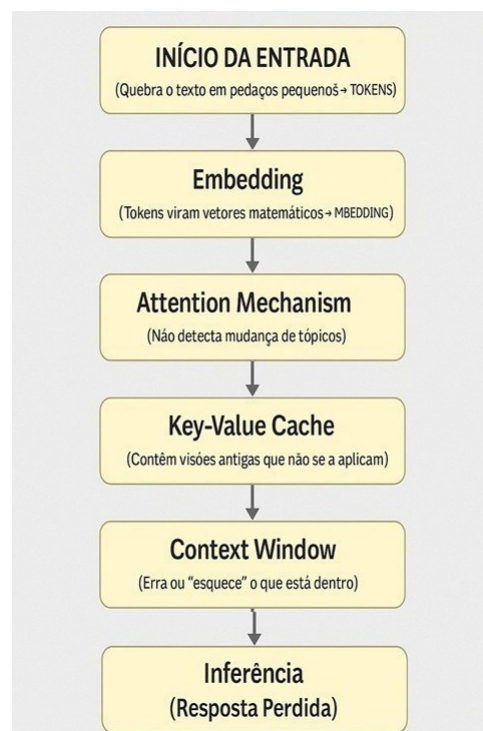 INÍCIO DA ENTRADA
(Quebra o texto em pedaços pequenos̆→ TOKENS)
Embedding
(Tokens viram vetores matemáticos→ MBEDDING)
Attention Mechanism
(Náo detecta mudança de tópicos)
Key-Value Cache
(Contêm visóes antigas que não se a aplicam)
Context Window
(Erra ou “esquece” o que está dentro)
Inferência
(Resposta Perdida)